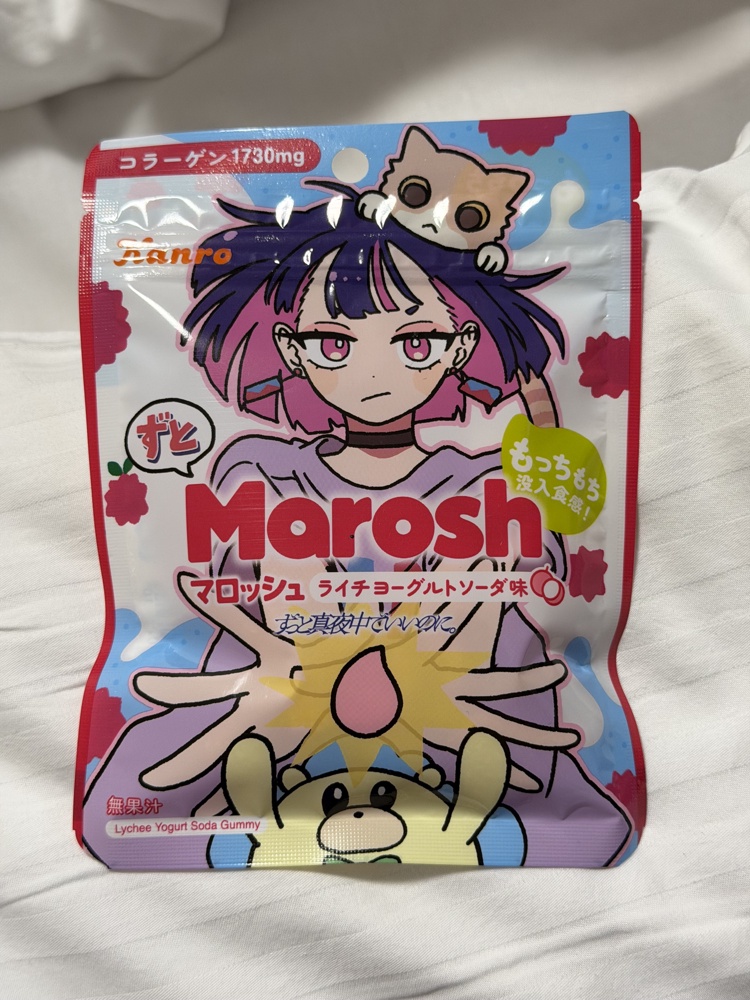 コラーゲン1730mg
Kanro
ずと
もっちもち
没入食感!
Marosh
マロッシュ ライチヨーグルトソーダ味
ずっと真夜中でいいのに。
無果汁
Lychee Yogurt Soda Gummy